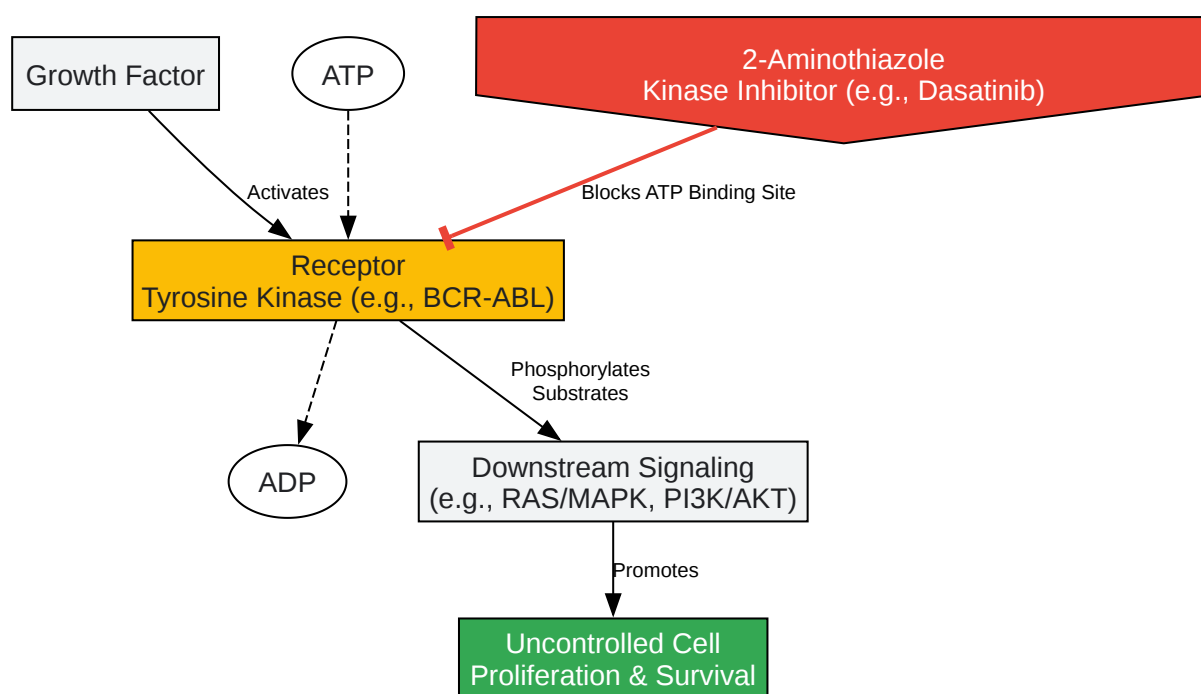 Growth Factor
ATP
2-Aminothiazole
Kinase Inhibitor (e.g., Dasatinib)
Activates
Blocks ATP Binding Site
Receptor
Tyrosine Kinase (e.g., BCR-ABL)
Phosphorylates
Substrates
ADP
Downstream Signaling
(e.g., RAS/MAPK, PI3K/AKT)
Promotes
Uncontrolled Cell
Proliferation & Survival